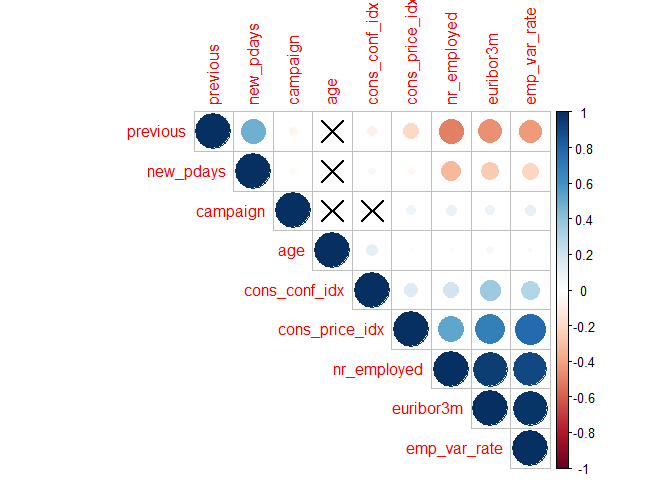 previous
new_pdays
campaign
age
cons_conf_idx
cons_price_idx
nr_employed
euribor3m
emp_var_rate
previous
new_pdays
campaign
age
cons_conf_idx
cons_price_idx
nr_employed
euribor3m
emp_var_rate
1
0.8
0.6
0.4
0.2
0
-0.2
-0.4
-0.6
-0.8
-1